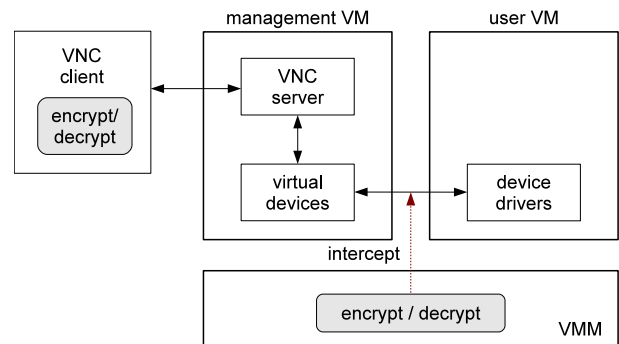 management VM
user VM
VNC
client
encrypt/
decrypt
VNC
server
virtual
devices
device
drivers
intercept
encrypt / decrypt
VMM